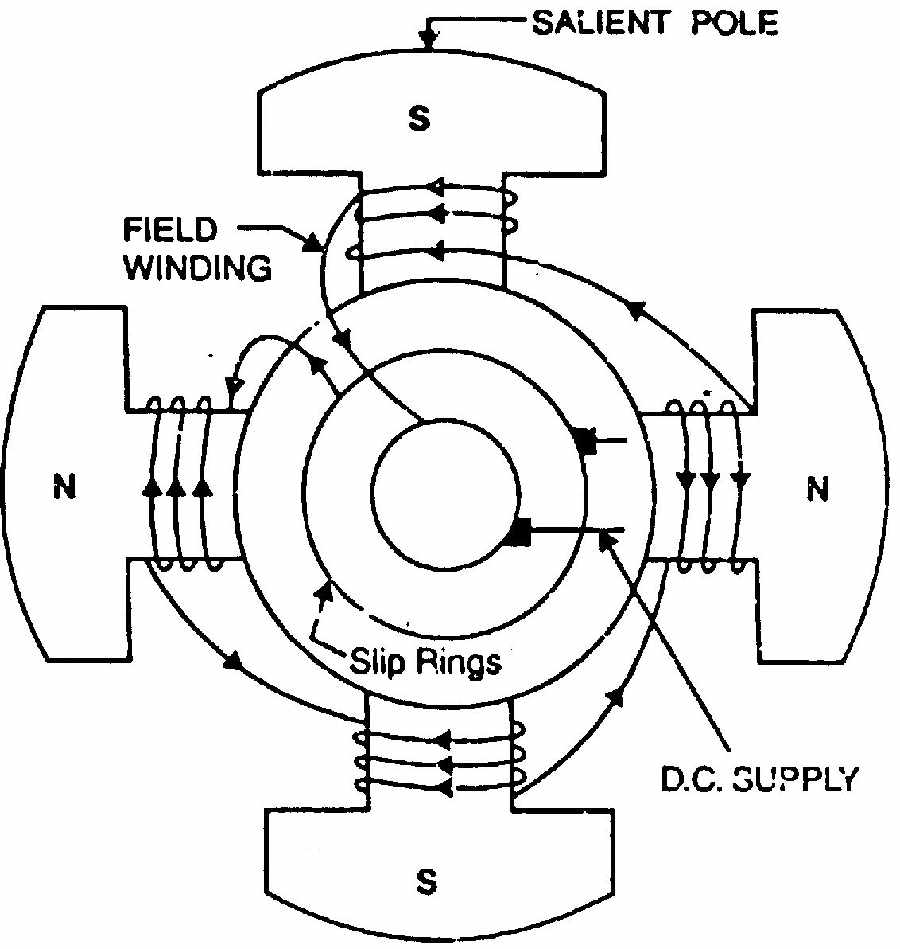 SALIENT POLE
S
FIELD
WINDING
N
N
Slip Rings
D.C. SUPPLY
S